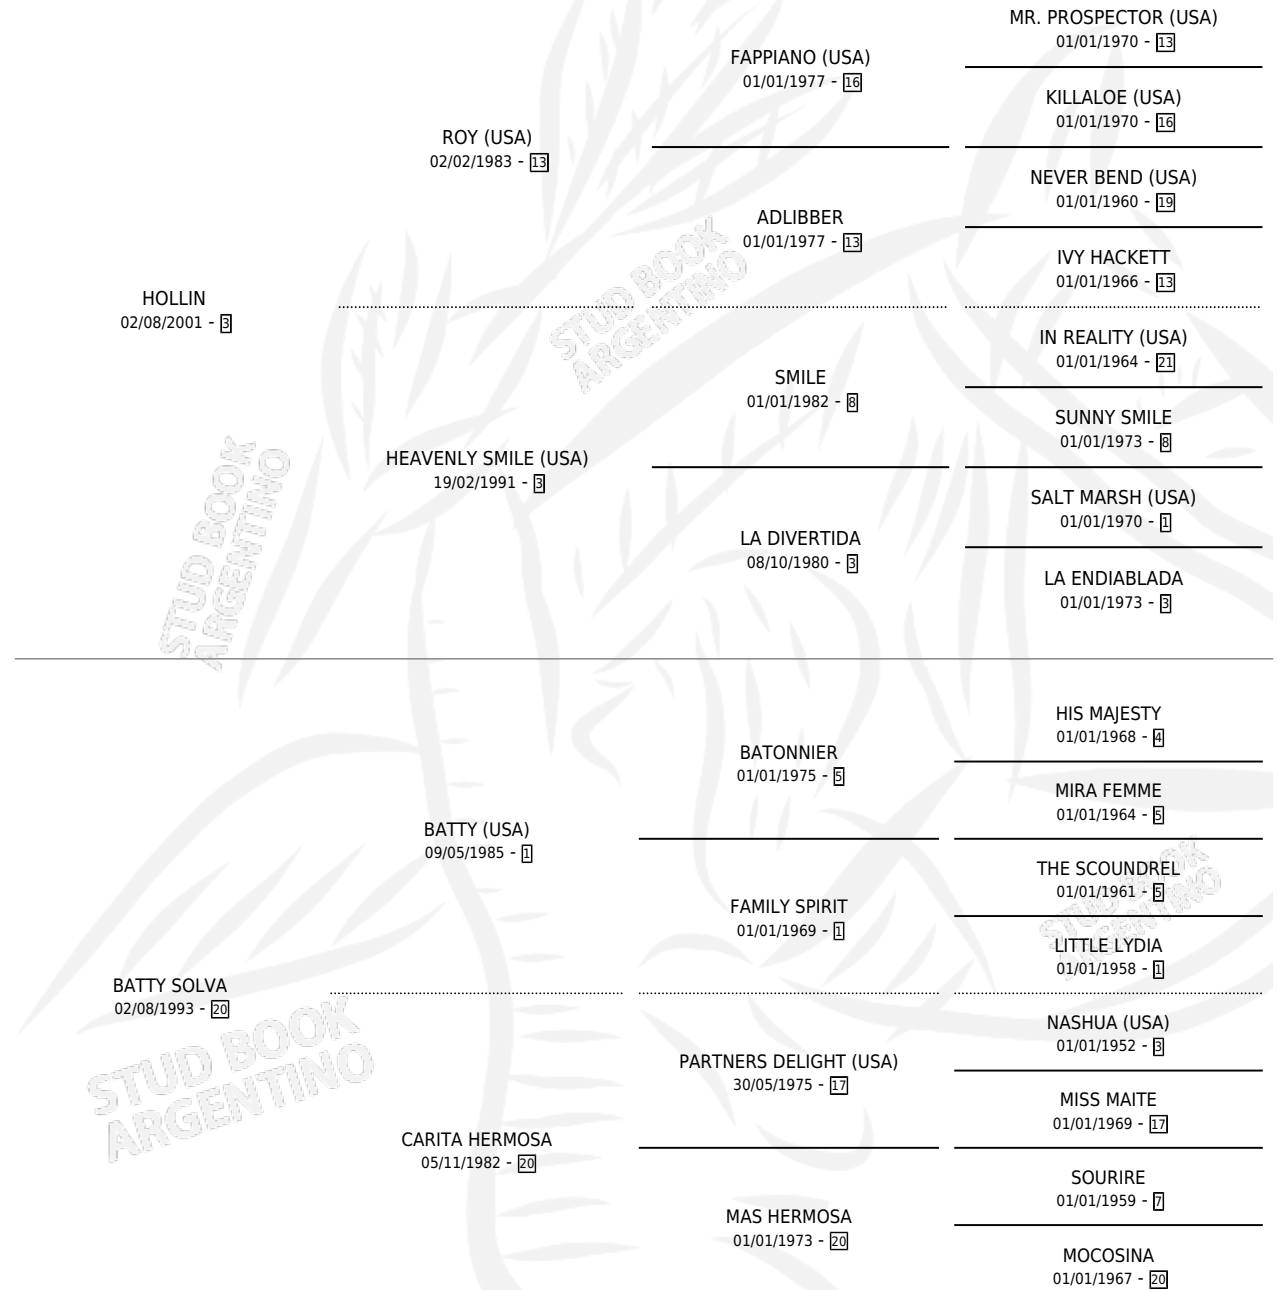 MR. PROSPECTOR (USA)
01/01/1970 - 13
FAPPIANO (USA)
01/01/1977 - 16
KILLALOE (USA)
01/01/1970 - 16
ROY (USA)
02/02/1983 - 13
NEVER BEND (USA)
01/01/1960 - 19
ADLIBBER
01/01/1977 - 13
IVY HACKETT
01/01/1966 - 13
HOLLIN
02/08/2001 - 3
IN REALITY (USA)
01/01/1964 - 21
SMILE
01/01/1982 - 8
SUNNY SMILE
01/01/1973 - 8
HEAVENLY SMILE (USA)
19/02/1991 - 3
SALT MARSH (USA)
01/01/1970 - 1
LA DIVERTIDA
08/10/1980 - 3
LA ENDIABLADA
01/01/1973 - 3
STUD BOOK
ARGENTINO
STUD BOOK
ARGENTINO
HIS MAJESTY
01/01/1968 - 4
BATONNIER
01/01/1975 - 5
MIRA FEMME
01/01/1964 - 5
BATTY (USA)
09/05/1985 - 1
THE SCOUNDREL
01/01/1961 - 5
FAMILY SPIRIT
01/01/1969 - 1
LITTLE LYDIA
01/01/1958 - 1
BATTY SOLVA
02/08/1993 - 20
NASHUA (USA)
01/01/1952 - 3
PARTNERS DELIGHT (USA)
30/05/1975 - 17
MISS MAITE
01/01/1969 - 17
CARITA HERMOSA
05/11/1982 - 20
SOURIRE
01/01/1959 - 7
MAS HERMOSA
01/01/1973 - 20
MOCOSINA
01/01/1967 - 20
STUD BOOK
ARGENTINO
STUD BOOK
ARGENTINO